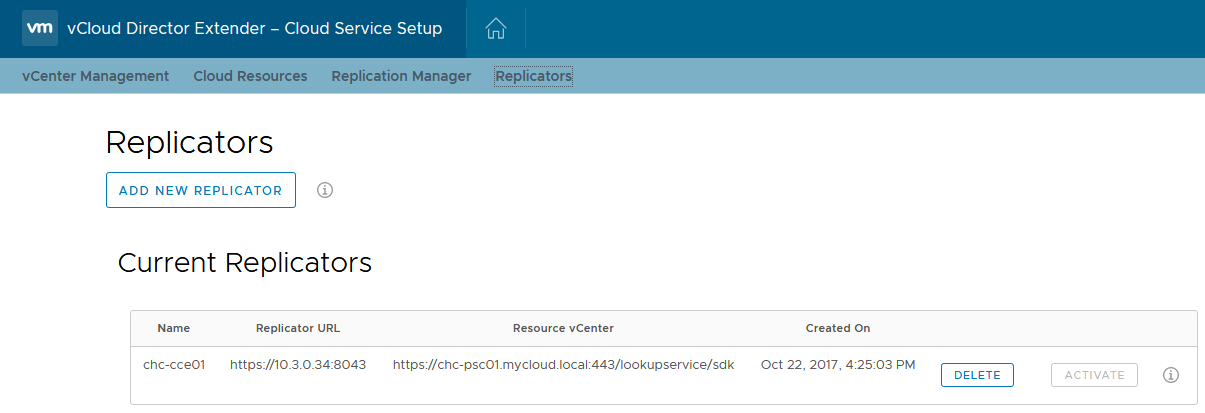 vm vCloud Director Extender – Cloud Service Setup
vCenter Management Cloud Resources Replication Manager Replicators
Replicators
ADD NEW REPLICATOR
Current Replicators
Name Replicator URL Resource vCenter Created On
chc-cce01 https://10.3.0.34:8043 https://chc-psc01.mycloud.local:443/lookupservice/sdk Oct 22, 2017, 4:25:03 PM DELETE ACTIVATE